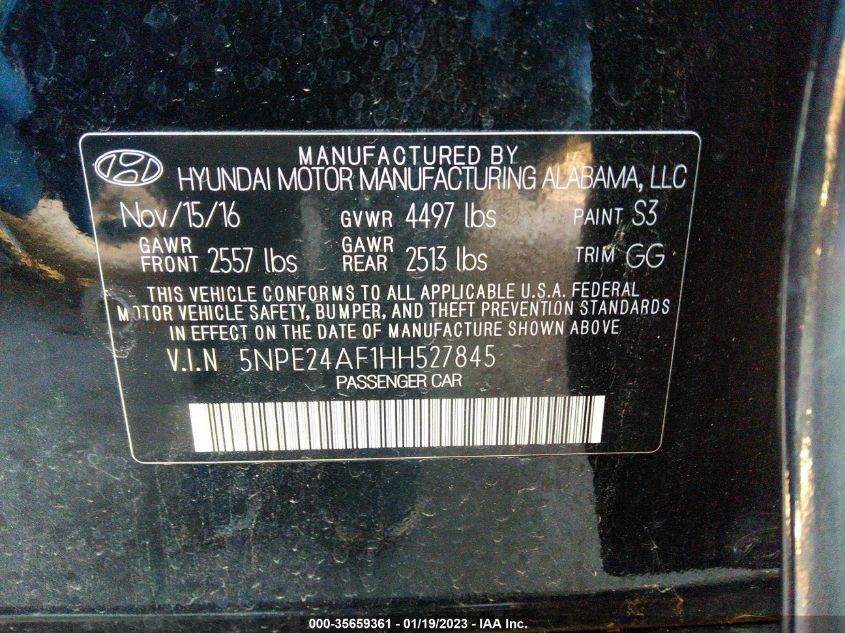 MANUFACTURED BY
HYUNDAI MOTOR MANUFACTURING ALABAMA, LLC
Nov/15/16 GVWR 4497 lbs PAINT S3
GAWR FRONT 2557 lbs GAWR REAR 2513 lbs TRIM GG
THIS VEHICLE CONFORMS TO ALL APPLICABLE U.S.A. FEDERAL
MOTOR VEHICLE SAFETY, BUMPER, AND THEFT PREVENTION STANDARDS
IN EFFECT ON THE DATE OF MANUFACTURE SHOWN ABOVE
V.I.N 5NPE24AF1HH527845
PASSENGER CAR
000-35659361 - 01/19/2023 - © IAA Inc.